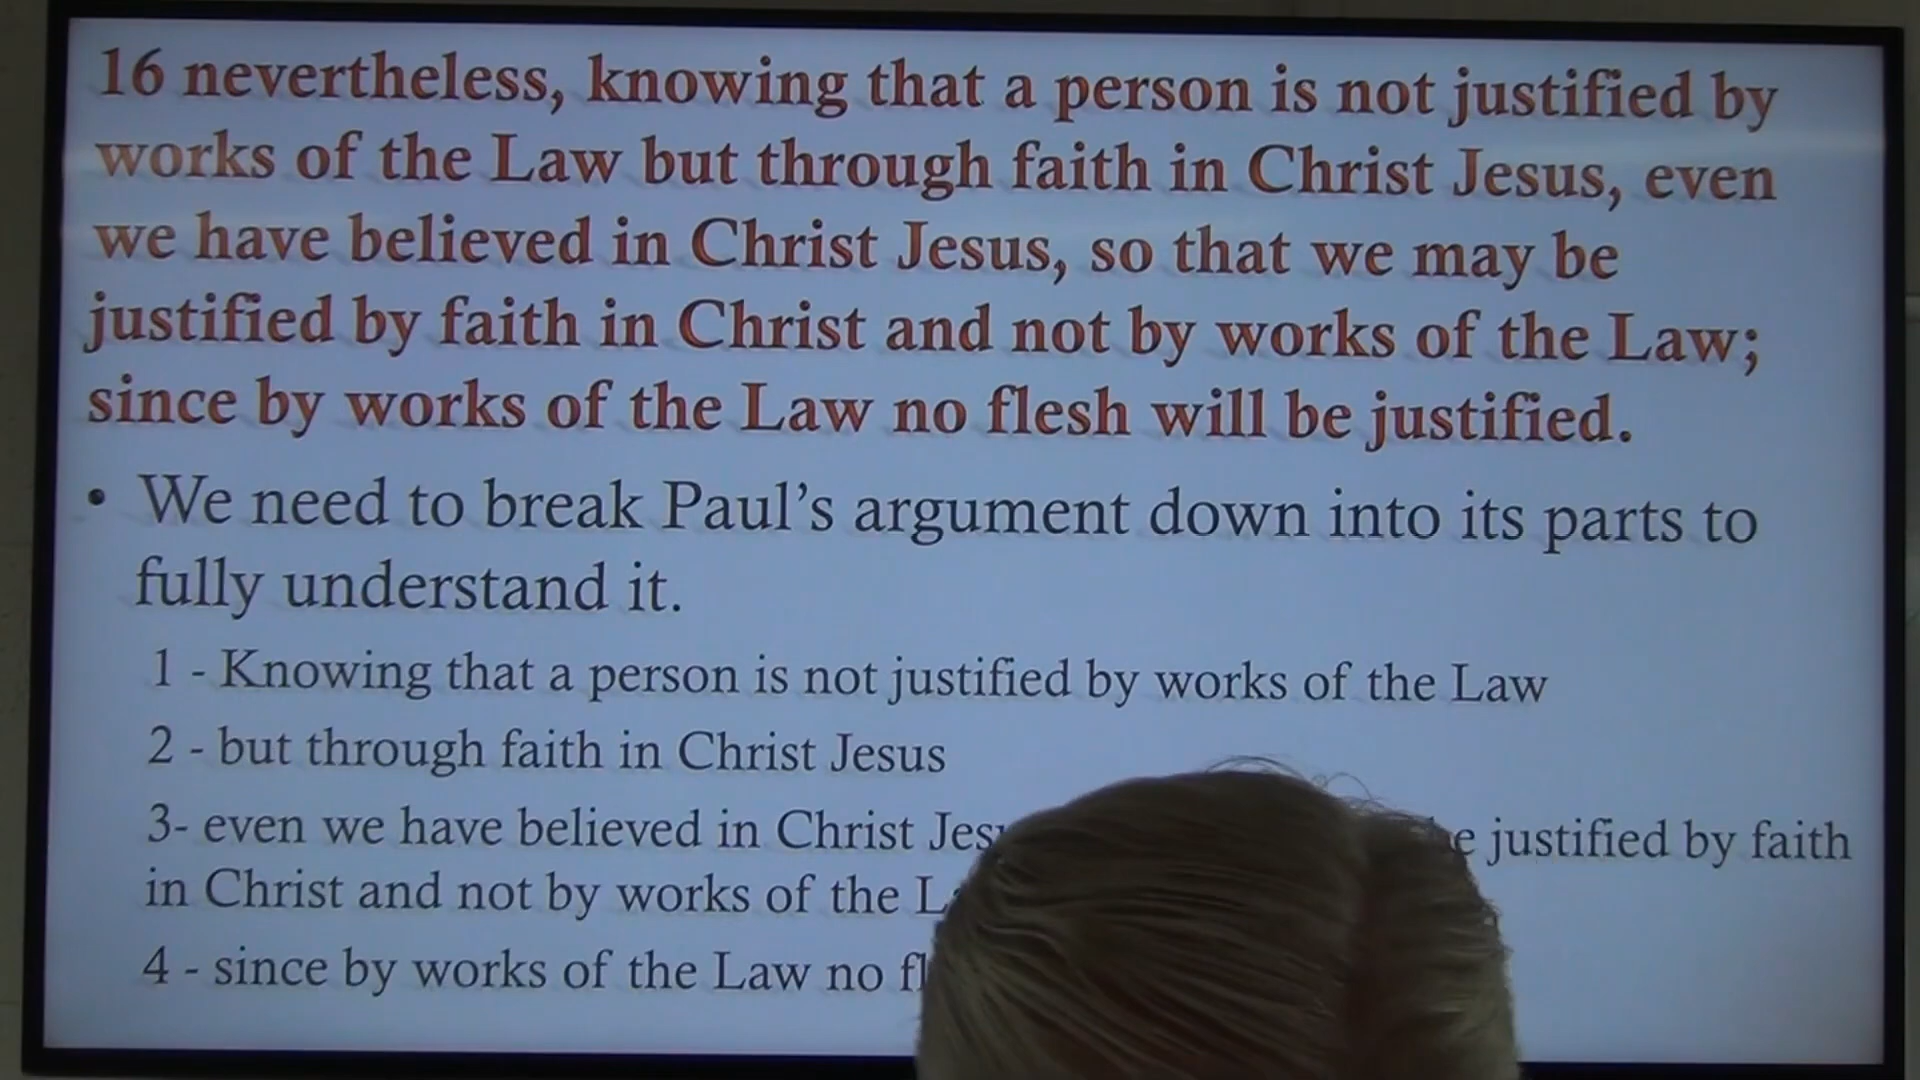 16 nevertheless, knowing that a person is not justified by
works of the Law but through faith in Christ Jesus, even
we have believed in Christ Jesus, so that we may be
justified by faith in Christ and not by works of the Law;
since by works of the Law no flesh will be justified.
• We need to break Paul’s argument down into its parts to
fully understand it.
1 - Knowing that a person is not justified by works of the Law
2 - but through faith in Christ Jesus
3- even we have believed in Christ justified by faith
in Christ and not by works of the
4 - since by works of the Law no